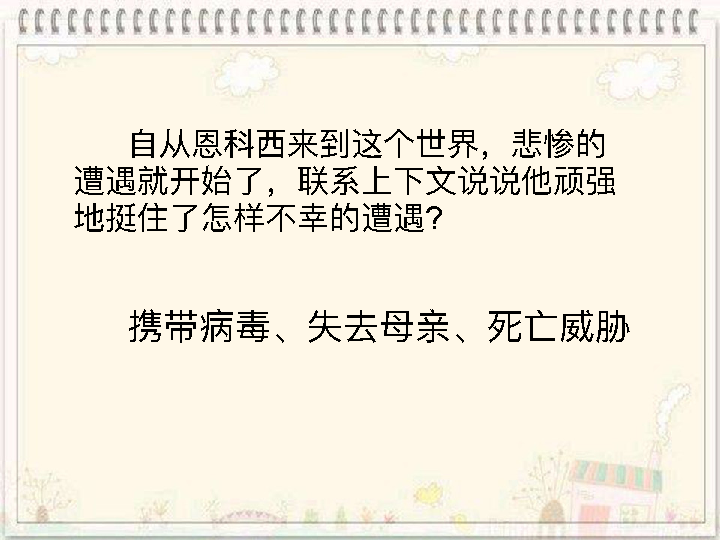 自从恩科西来到这个世界，悲惨的
遭遇就开始了，联系上下文说说他顽强
地挺住了怎样不幸的遭遇?
携带病毒、失去母亲、死亡威胁